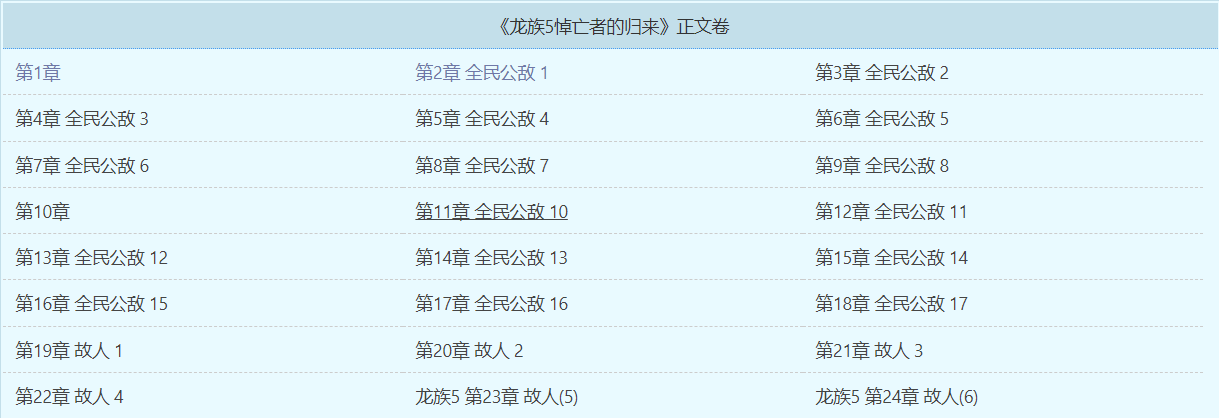 《龙族5悼亡者的归来》正文卷
第1章 第2章 全民公敌 1 第3章 全民公敌 2
第4章 全民公敌 3 第5章 全民公敌 4 第6章 全民公敌 5
第7章 全民公敌 6 第8章 全民公敌 7 第9章 全民公敌 8
第10章 第11章 全民公敌 10 第12章 全民公敌 11
第13章 全民公敌 12 第14章 全民公敌 13 第15章 全民公敌 14
第16章 全民公敌 15 第17章 全民公敌 16 第18章 全民公敌 17
第19章 故人 1 第20章 故人 2 第21章 故人 3
第22章 故人 4 龙族5 第23章 故人(5) 龙族5 第24章 故人(6)